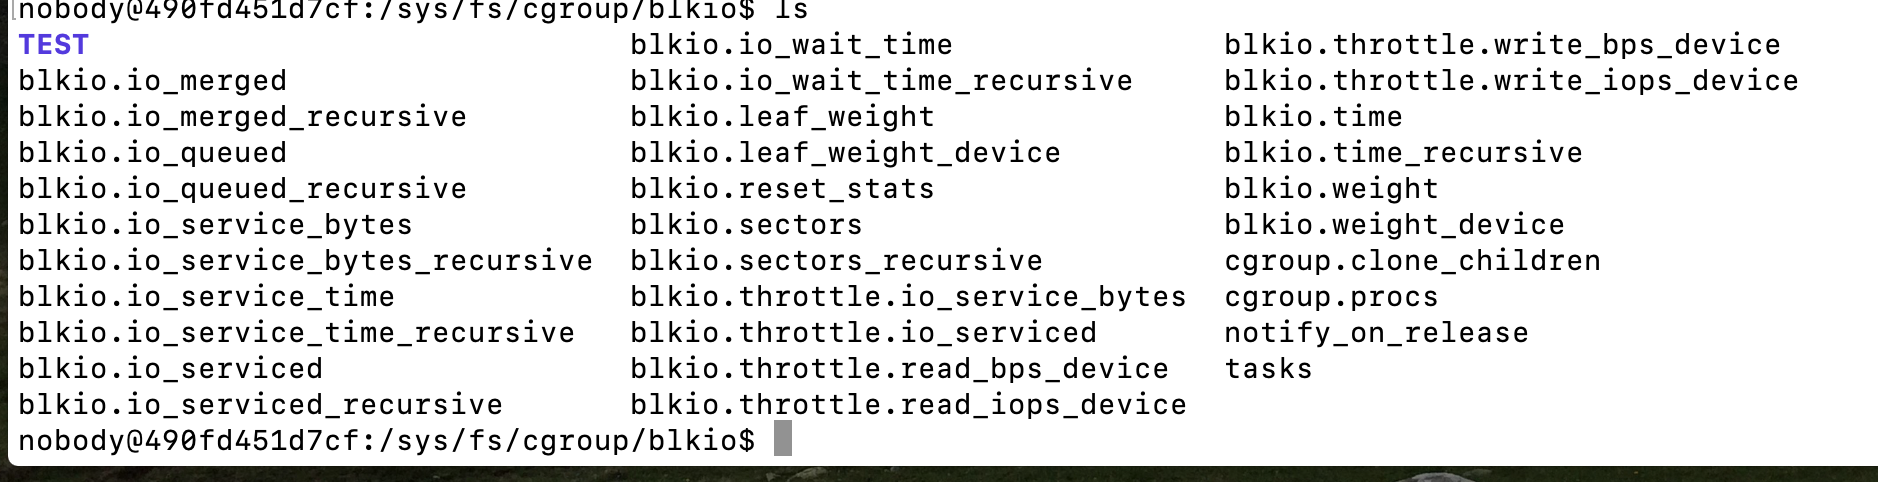 nobody@490fd451d7cf:/sys/fs/cgroup/blkio$ ls
TEST blkio.io_wait_time blkio.throttle.write_bps_device
blkio.io_merged blkio.io_wait_time_recursive blkio.throttle.write_iops_device
blkio.io_merged_recursive blkio.leaf_weight blkio.time
blkio.io_queued blkio.leaf_weight_device blkio.time_recursive
blkio.io_queued_recursive blkio.reset_stats blkio.weight
blkio.io_service_bytes blkio.sectors blkio.weight_device
blkio.io_service_bytes_recursive blkio.sectors_recursive cgroup.clone_children
blkio.io_service_time blkio.throttle.io_service_bytes cgroup.procs
blkio.io_service_time_recursive blkio.throttle.io_serviced notify_on_release
blkio.io_serviced blkio.throttle.read_bps_device tasks
blkio.io_serviced_recursive blkio.throttle.read_iops_device
nobody@490fd451d7cf:/sys/fs/cgroup/blkio$